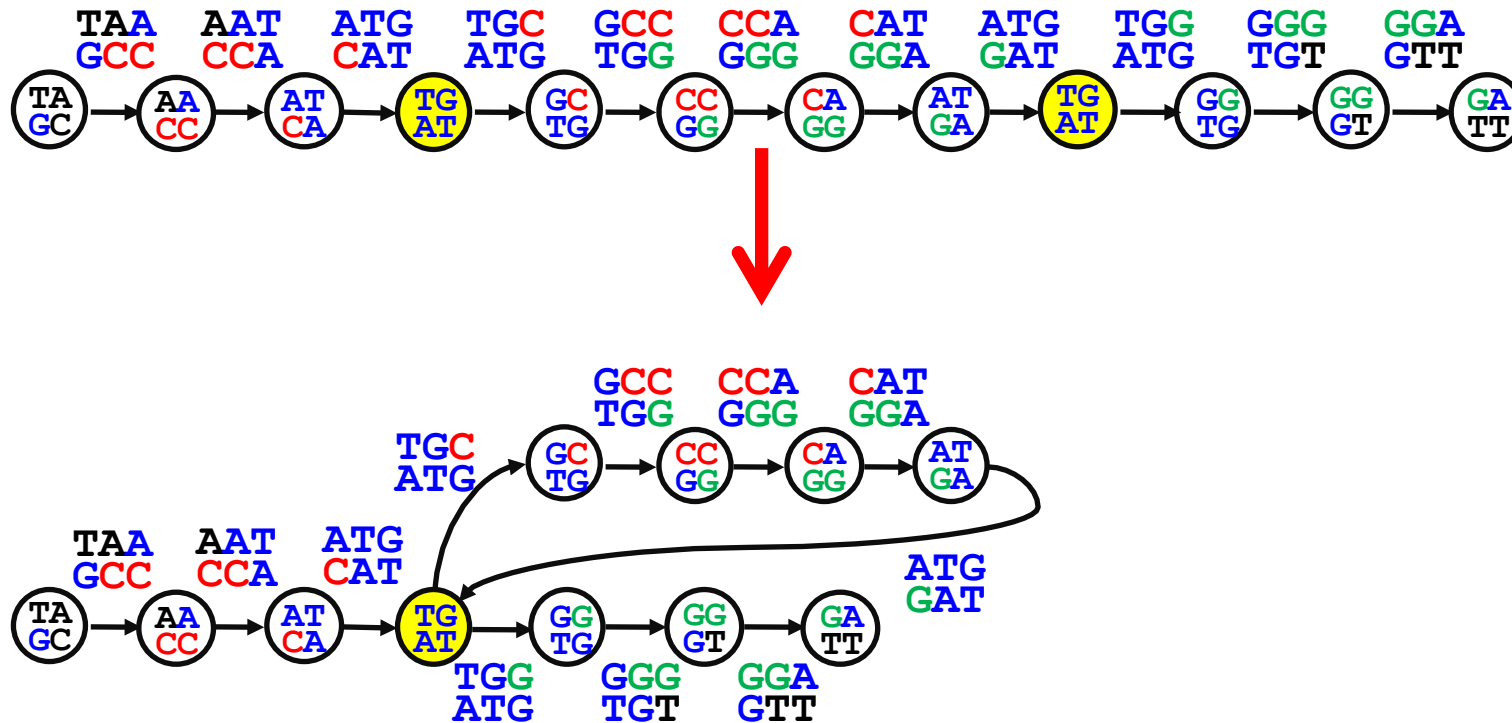 TAA AAT ATG TGC GCC CCA CAT ATG TGG GGG GGA
GCC CCA CAT ATG TGG GGG GGA GAT ATG TGT GTT
TA AA AT TG GC CC CA AT TG GG GG GA
GC CC CA AT TG GG GG GA AT TG GT TT
GCC CCA CAT
TGG GGG GGA
TGC
ATG
GC CC CA AT
TG GG GG GA
TAA AAT ATG
GCC CCA CAT
ATG
GAT
TA AA AT TG GG GG GA
GC CC CA AT TG GT TT
TGG GGG GGA
ATG TGT GTT